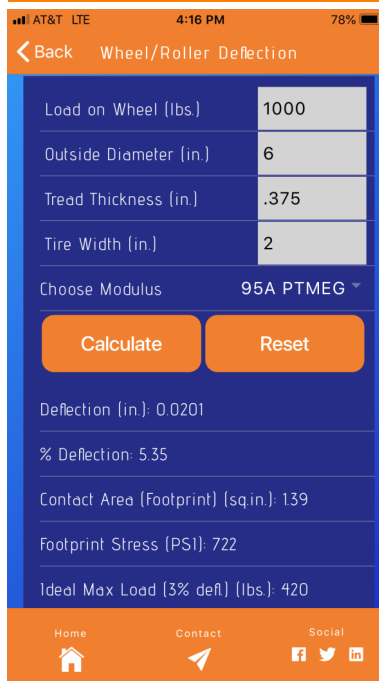 AT&T LTE 4:16 PM 78%
Back Wheel/Roller Deflection
Load on Wheel (lbs.) 1000
Outside Diameter (in.) 6
Tread Thickness (in.) .375
Tire Width (in.) 2
Choose Modulus 95A PTMEG
Calculate Reset
Deflection (in.): 0.0201
% Deflection: 5.35
Contact Area (Footprint) (sq.in.): 1.39
Footprint Stress (PSI): 722
Ideal Max Load (3% defl.) (lbs.): 420
Home Contact Social